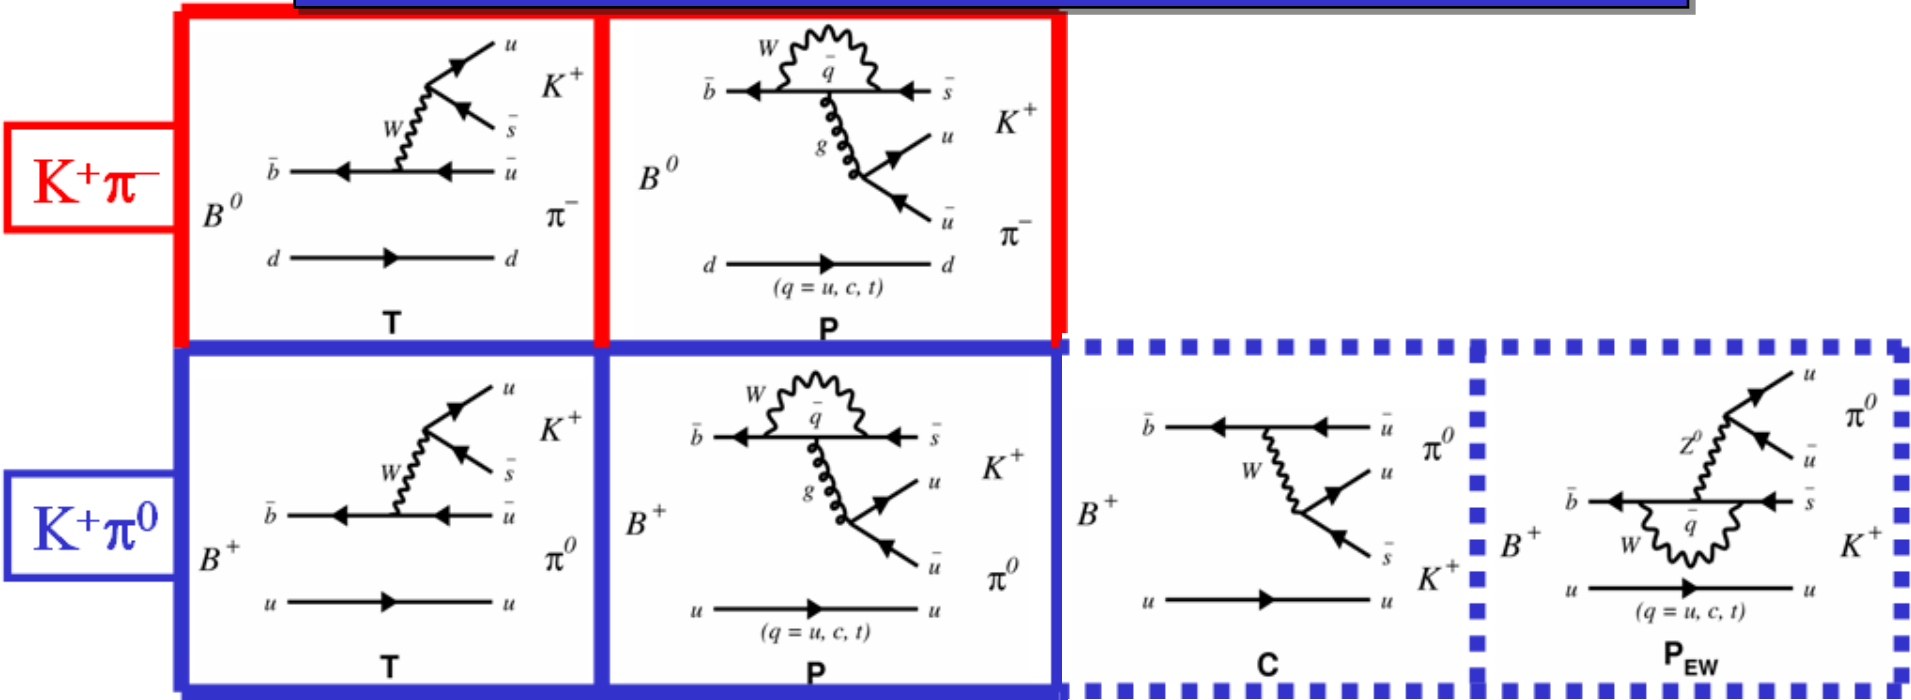 K⁺π⁻
W
u
K⁺
s̄
b̄
ū
B⁰
π⁻
d
d
T
W
q̄
b̄
s̄
K⁺
g
u
B⁰
ū
π⁻
d
d
(q = u, c, t)
P
K⁺π⁰
u
K⁺
W
s̄
b̄
ū
B⁺
π⁰
u
u
T
W
q̄
b̄
s̄
K⁺
g
u
B⁺
ū
π⁰
u
u
(q = u, c, t)
P
b̄
ū
π⁰
W
u
B⁺
s̄
K⁺
u
u
C
u
π⁰
Z⁰
ū
b̄
s̄
q̄
B⁺
W
K⁺
u
u
(q = u, c, t)
P_EW